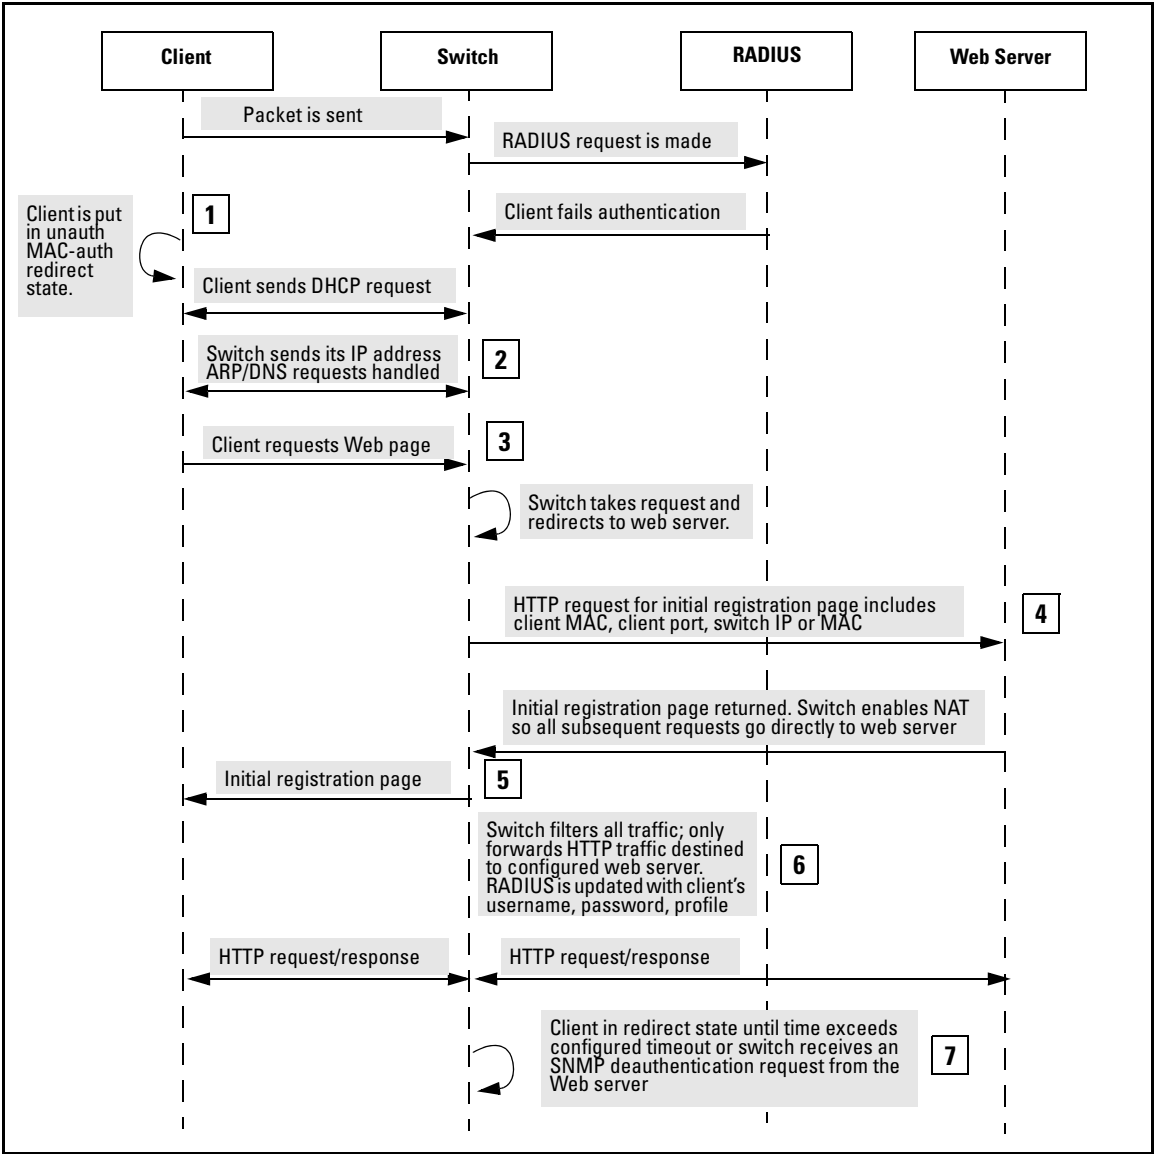 Client
Switch
RADIUS
Web Server
Packet is sent
RADIUS request is made
Client is put
in unauth
MAC-auth
redirect
state.
1
Client fails authentication
Client sends DHCP request
Switch sends its IP address
ARP/DNS requests handled
2
Client requests Web page
3
Switch takes request and
redirects to web server.
HTTP request for initial registration page includes
client MAC, client port, switch IP or MAC
4
Initial registration page returned. Switch enables NAT
so all subsequent requests go directly to web server
Initial registration page
5
Switch filters all traffic; only
forwards HTTP traffic destined
to configured web server.
RADIUS is updated with client's
username, password, profile
6
HTTP request/response
HTTP request/response
Client in redirect state until time exceeds
configured timeout or switch receives an
SNMP deauthentication request from the
Web server
7